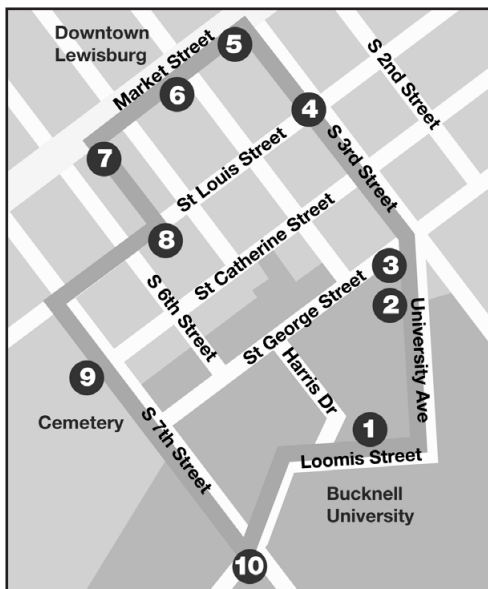 Downtown
Lewisburg
5
Market Street
6
S 2nd Street
4
S 3rd Street
7
St Louis Street
8
St Catherine Street
S 6th Street
3
2
St George Street
University Ave
Harris Dr
9
Cemetery
S 7th Street
1
Loomis Street
Bucknell
University
10